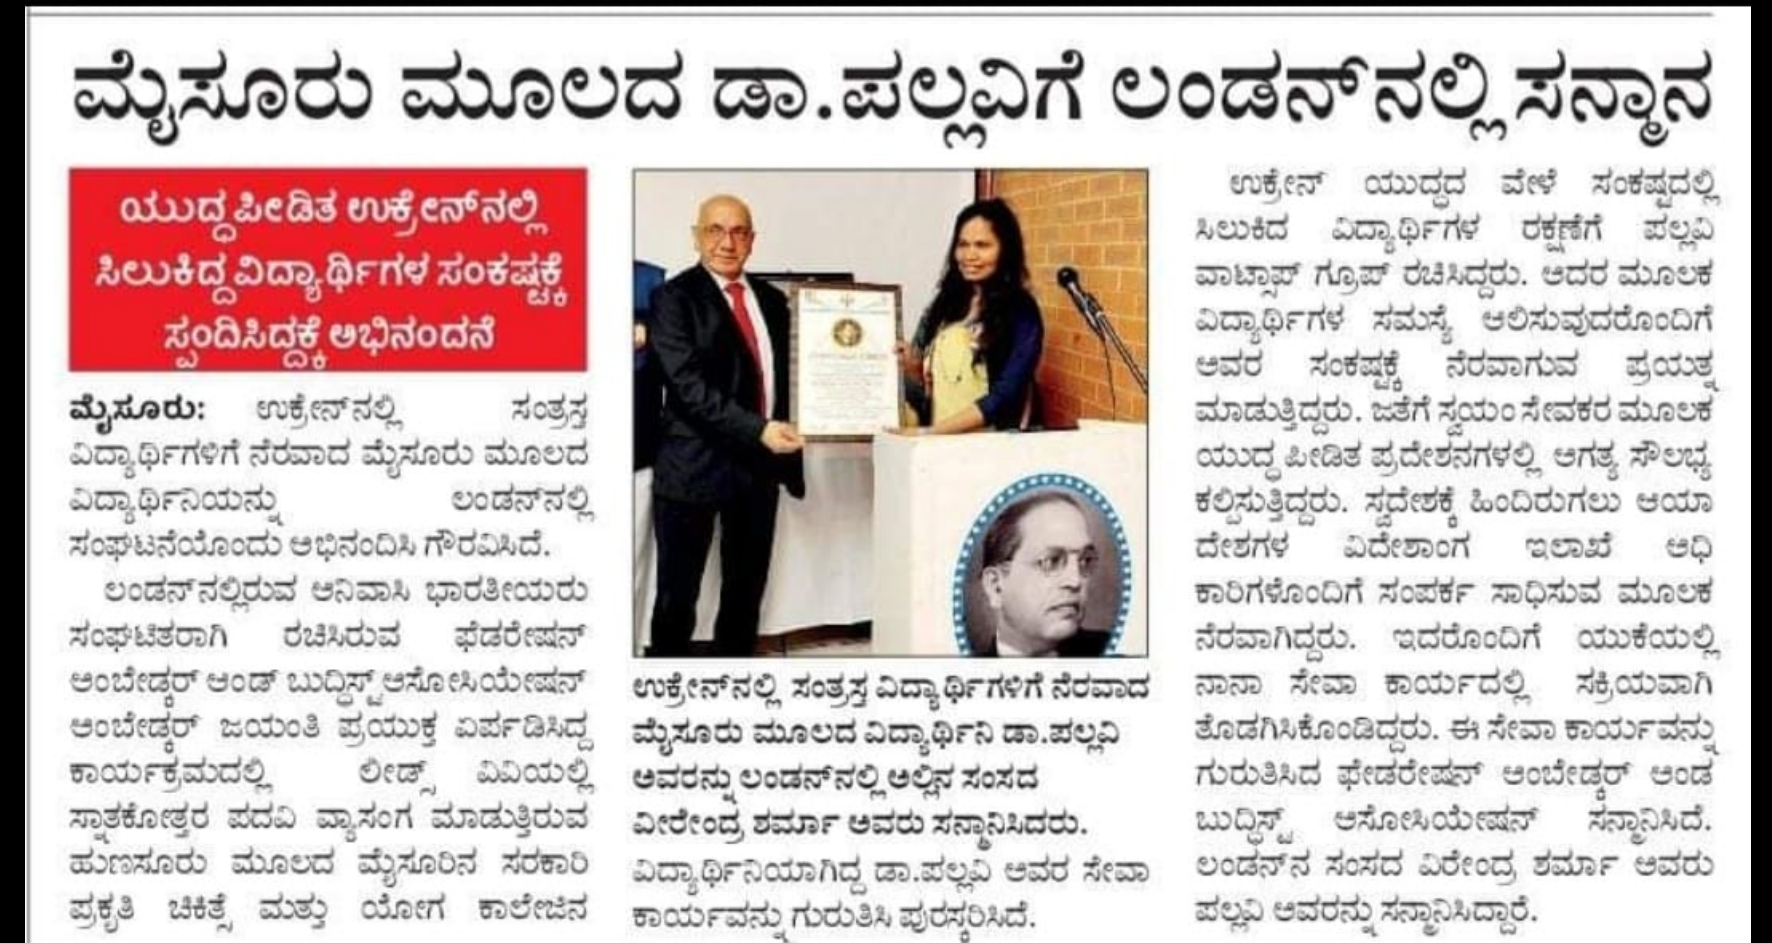 ಮೈಸೂರು ಮೂಲದ ಡಾ.ಪಲ್ಲವಿಗೆ ಲಂಡನ್‌ನಲ್ಲಿ ಸನ್ಮಾನ
ಯುದ್ಧಪೀಡಿತ ಉಕ್ರೇನ್‌ನಲ್ಲಿ
ಸಿಲುಕಿದ್ದ ವಿದ್ಯಾರ್ಥಿಗಳ ಸಂಕಷ್ಟಕ್ಕೆ
ಸ್ಪಂದಿಸಿದ್ದಕ್ಕೆ ಅಭಿನಂದನೆ
ಮೈಸೂರು: ಉಕ್ರೇನ್‌ನಲ್ಲಿ ಸಂತ್ರಸ್ತ
ವಿದ್ಯಾರ್ಥಿಗಳಿಗೆ ನೆರವಾದ ಮೈಸೂರು ಮೂಲದ
ವಿದ್ಯಾರ್ಥಿನಿಯನ್ನು ಲಂಡನ್‌ನಲ್ಲಿ
ಸಂಘಟನೆಯೊಂದು ಅಭಿನಂದಿಸಿ ಗೌರವಿಸಿದೆ.
ಲಂಡನ್‌ನಲ್ಲಿರುವ ಅನಿವಾಸಿ ಭಾರತೀಯರು
ಸಂಘಟಿತರಾಗಿ ರಚಿಸಿರುವ ಫೆಡರೇಷನ್
ಅಂಬೇಡ್ಕರ್ ಆಂಡ್ ಬುದ್ಧಿಸ್ಟ್ ಅಸೋಸಿಯೇಷನ್
ಅಂಬೇಡ್ಕರ್ ಜಯಂತಿ ಪ್ರಯುಕ್ತ ಏರ್ಪಡಿಸಿದ್ದ
ಕಾರ್ಯಕ್ರಮದಲ್ಲಿ ಲೀಡ್ಸ್ ವಿವಿಯಲ್ಲಿ
ಸ್ನಾತಕೋತ್ತರ ಪದವಿ ವ್ಯಾಸಂಗ ಮಾಡುತ್ತಿರುವ
ಹುಣಸೂರು ಮೂಲದ ಮೈಸೂರಿನ ಸರಕಾರಿ
ಪ್ರಕೃತಿ ಚಿಕಿತ್ಸೆ ಮತ್ತು ಯೋಗ ಕಾಲೇಜಿನ
ಉಕ್ರೇನ್‌ನಲ್ಲಿ ಸಂತ್ರಸ್ತ ವಿದ್ಯಾರ್ಥಿಗಳಿಗೆ ನೆರವಾದ
ಮೈಸೂರು ಮೂಲದ ವಿದ್ಯಾರ್ಥಿನಿ ಡಾ.ಪಲ್ಲವಿ
ಅವರನ್ನು ಲಂಡನ್‌ನಲ್ಲಿ ಅಲ್ಲಿನ ಸಂಸದ
ವೀರೇಂದ್ರ ಶರ್ಮಾ ಅವರು ಸನ್ಮಾನಿಸಿದರು.
ವಿದ್ಯಾರ್ಥಿನಿಯಾಗಿದ್ದ ಡಾ.ಪಲ್ಲವಿ ಅವರ ಸೇವಾ
ಕಾರ್ಯವನ್ನು ಗುರುತಿಸಿ ಪುರಸ್ಕರಿಸಿದೆ.
ಉಕ್ರೇನ್ ಯುದ್ಧದ ವೇಳೆ ಸಂಕಷ್ಟದಲ್ಲಿ
ಸಿಲುಕಿದ ವಿದ್ಯಾರ್ಥಿಗಳ ರಕ್ಷಣೆಗೆ ಪಲ್ಲವಿ
ವಾಟ್ಸಾಪ್ ಗ್ರೂಪ್ ರಚಿಸಿದ್ದರು. ಅದರ ಮೂಲಕ
ವಿದ್ಯಾರ್ಥಿಗಳ ಸಮಸ್ಯೆ ಆಲಿಸುವುದರೊಂದಿಗೆ
ಅವರ ಸಂಕಷ್ಟಕ್ಕೆ ನೆರವಾಗುವ ಪ್ರಯತ್ನ
ಮಾಡುತ್ತಿದ್ದರು. ಜತೆಗೆ ಸ್ವಯಂ ಸೇವಕರ ಮೂಲಕ
ಯುದ್ಧ ಪೀಡಿತ ಪ್ರದೇಶನಗಳಲ್ಲಿ ಅಗತ್ಯ ಸೌಲಭ್ಯ
ಕಲ್ಪಿಸುತ್ತಿದ್ದರು. ಸ್ವದೇಶಕ್ಕೆ ಹಿಂದಿರುಗಲು ಆಯಾ
ದೇಶಗಳ ವಿದೇಶಾಂಗ ಇಲಾಖೆ ಅಧಿ
ಕಾರಿಗಳೊಂದಿಗೆ ಸಂಪರ್ಕ ಸಾಧಿಸುವ ಮೂಲಕ
ನೆರವಾಗಿದ್ದರು. ಇದರೊಂದಿಗೆ ಯುಕೆಯಲ್ಲಿ
ನಾನಾ ಸೇವಾ ಕಾರ್ಯದಲ್ಲಿ ಸಕ್ರಿಯವಾಗಿ
ತೊಡಗಿಸಿಕೊಂಡಿದ್ದರು. ಈ ಸೇವಾ ಕಾರ್ಯವನ್ನು
ಗುರುತಿಸಿದ ಫೇಡರೇಷನ್ ಅಂಬೇಡ್ಕರ್ ಅಂಡ
ಬುದ್ಧಿಸ್ಟ್ ಅಸೋಸಿಯೇಷನ್ ಸನ್ಮಾನಿಸಿದೆ.
ಲಂಡನ್‌ನ ಸಂಸದ ವಿರೇಂದ್ರ ಶರ್ಮಾ ಅವರು
ಪಲ್ಲವಿ ಅವರನ್ನು ಸನ್ಮಾನಿಸಿದ್ದಾರೆ.